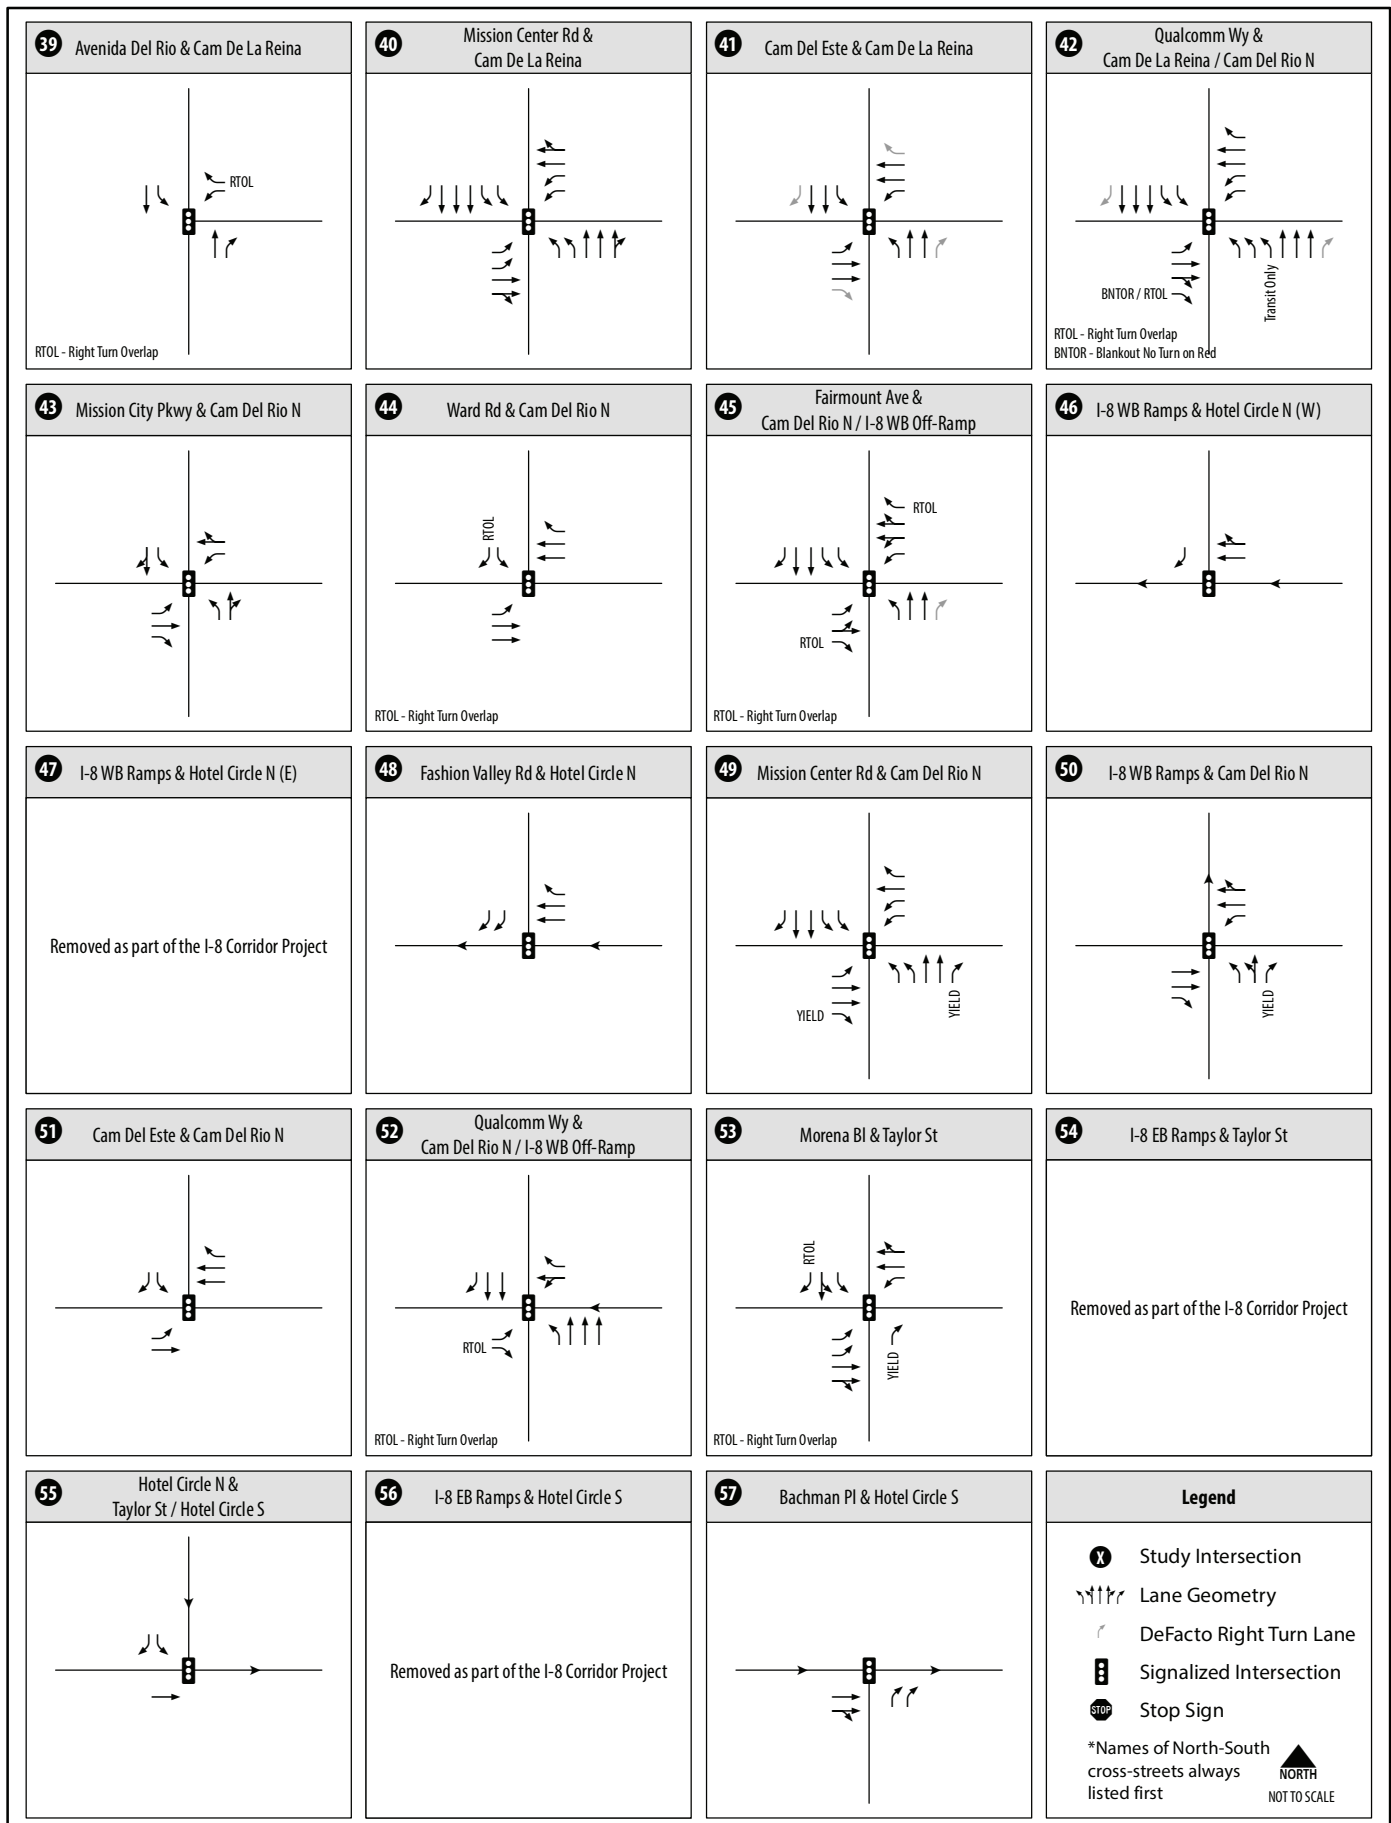 39 Avenida Del Rio & Cam De La Reina
RTOL
RTOL - Right Turn Overlap
40 Mission Center Rd &
Cam De La Reina
41 Cam Del Este & Cam De La Reina
42 Qualcomm Wy &
Cam De La Reina / Cam Del Rio N
BNTOR / RTOL
Transit Only
RTOL - Right Turn Overlap
BNTOR - Blankout No Turn on Red
43 Mission City Pkwy & Cam Del Rio N
44 Ward Rd & Cam Del Rio N
RTOL
RTOL - Right Turn Overlap
45 Fairmount Ave &
Cam Del Rio N / I-8 WB Off-Ramp
RTOL
RTOL
RTOL - Right Turn Overlap
46 I-8 WB Ramps & Hotel Circle N (W)
47 I-8 WB Ramps & Hotel Circle N (E)
Removed as part of the I-8 Corridor Project
48 Fashion Valley Rd & Hotel Circle N
49 Mission Center Rd & Cam Del Rio N
YIELD
YIELD
50 I-8 WB Ramps & Cam Del Rio N
YIELD
51 Cam Del Este & Cam Del Rio N
52 Qualcomm Wy &
Cam Del Rio N / I-8 WB Off-Ramp
RTOL
RTOL - Right Turn Overlap
53 Morena Bl & Taylor St
RTOL
YIELD
RTOL - Right Turn Overlap
54 I-8 EB Ramps & Taylor St
Removed as part of the I-8 Corridor Project
55 Hotel Circle N &
Taylor St / Hotel Circle S
56 I-8 EB Ramps & Hotel Circle S
Removed as part of the I-8 Corridor Project
57 Bachman Pl & Hotel Circle S
Legend
X Study Intersection
Lane Geometry
DeFacto Right Turn Lane
Signalized Intersection
STOP Stop Sign
*Names of North-South
cross-streets always
listed first
NORTH
NOT TO SCALE